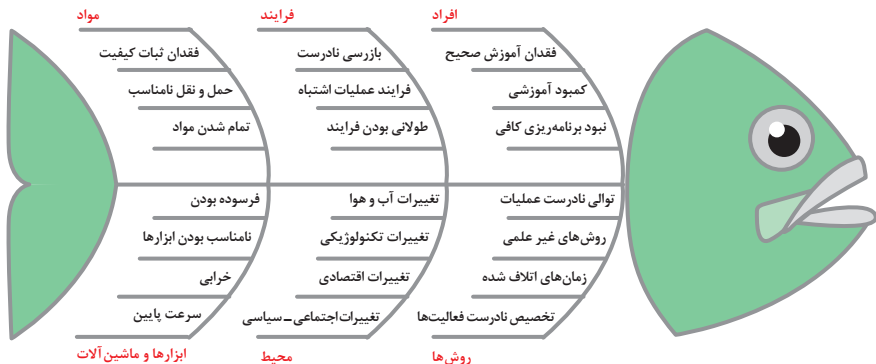 افراد
فقدان آموزش صحیح
کمبود آموزشی
نبود برنامه‌ریزی کافی
فرایند
بازرسی نادرست
فرایند عملیات اشتباه
طولانی بودن فرایند
مواد
فقدان ثبات کیفیت
حمل و نقل نامناسب
تمام شدن مواد
توالی نادرست عملیات
روش‌های غیر علمی
زمان‌های اتلاف شده
تخصیص نادرست فعالیت‌ها
روش‌ها
تغییرات آب و هوا
تغییرات تکنولوژیکی
تغییرات اقتصادی
تغییرات اجتماعی ـ سیاسی
محیط
فرسوده بودن
نامناسب بودن ابزارها
خرابی
سرعت پایین
ابزارها و ماشین آلات